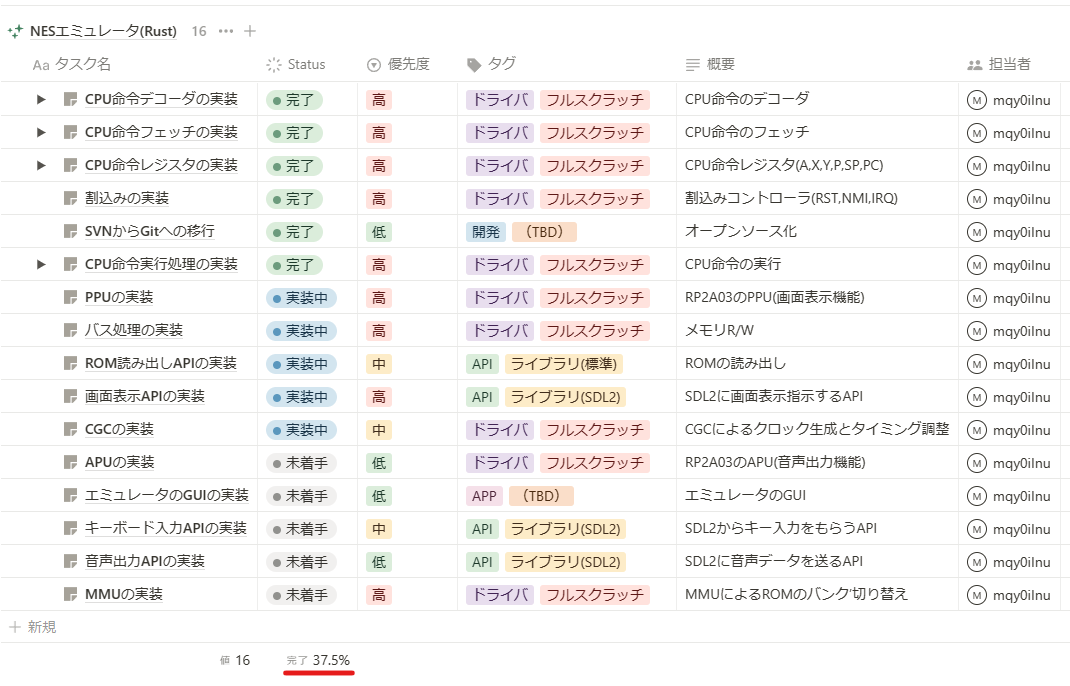 NESエミュレータ(Rust) 16 ••• +
Aa タスク名 Status 優先度 タグ 概要 担当者
CPU命令デコーダの実装 完了 高 ドライバ フルスクラッチ CPU命令のデコーダ M mqy0ilnu
CPU命令フェッチの実装 完了 高 ドライバ フルスクラッチ CPU命令のフェッチ M mqy0ilnu
CPU命令レジスタの実装 完了 高 ドライバ フルスクラッチ CPU命令レジスタ(A,X,Y,P,SP,PC) M mqy0ilnu
割込みの実装 完了 高 ドライバ フルスクラッチ 割込みコントローラ(RST,NMI,IRQ) M mqy0ilnu
SVNからGitへの移行 完了 低 開発 （TBD） オープンソース化 M mqy0ilnu
CPU命令実行処理の実装 完了 高 ドライバ フルスクラッチ CPU命令の実行 M mqy0ilnu
PPUの実装 実装中 高 ドライバ フルスクラッチ RP2A03のPPU(画面表示機能) M mqy0ilnu
バス処理の実装 実装中 高 ドライバ フルスクラッチ メモリR/W M mqy0ilnu
ROM読み出しAPIの実装 実装中 中 API ライブラリ(標準) ROMの読み出し M mqy0ilnu
画面表示APIの実装 実装中 高 API ライブラリ(SDL2) SDL2に画面表示指示するAPI M mqy0ilnu
CGCの実装 実装中 中 ドライバ フルスクラッチ CGCによるクロック生成とタイミング調整 M mqy0ilnu
APUの実装 未着手 低 ドライバ フルスクラッチ RP2A03のAPU(音声出力機能) M mqy0ilnu
エミュレータのGUIの実装 未着手 低 APP （TBD） エミュレータのGUI M mqy0ilnu
キーボード入力APIの実装 未着手 中 API ライブラリ(SDL2) SDL2からキー入力をもらうAPI M mqy0ilnu
音声出力APIの実装 未着手 低 API ライブラリ(SDL2) SDL2に音声データを送るAPI M mqy0ilnu
MMUの実装 未着手 高 ドライバ フルスクラッチ MMUによるROMのバンク'切り替え M mqy0ilnu
+ 新規
値 16 完了 37.5%